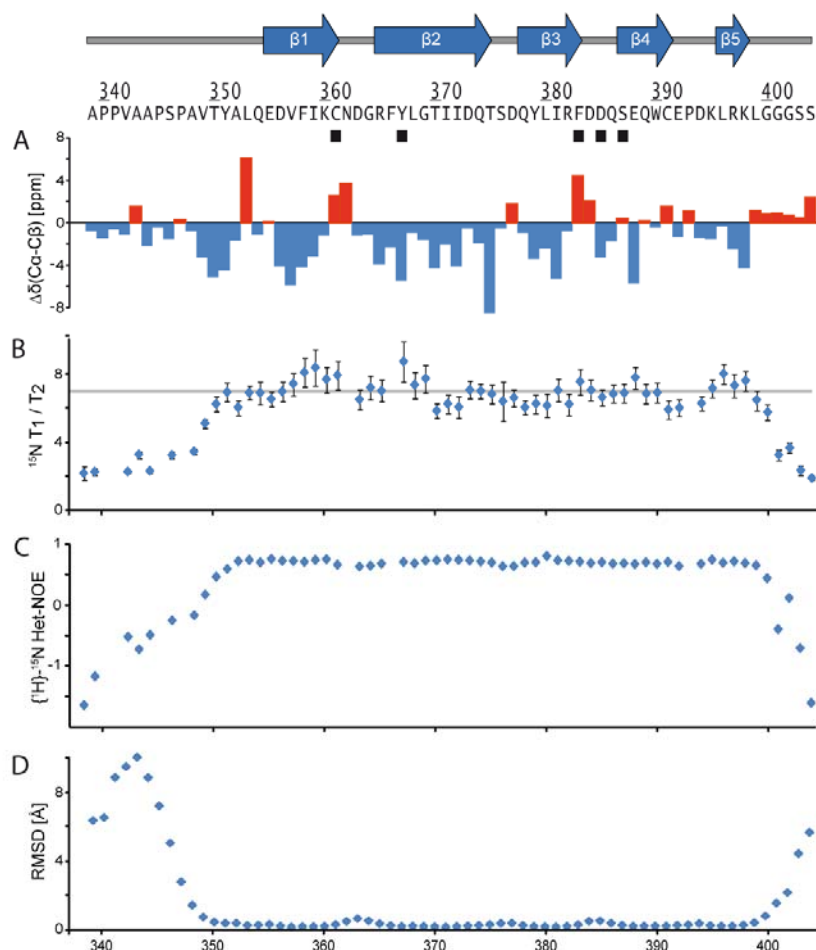 β1 β2 β3 β4 β5
340 350 360 370 380 390 400
APPVAAPSPAVTYALQEDVFIKCNDGRFYLGTIIDQTSDQYLIRFDDQSEQWCEPDKLRKLGGGSS
A
Δδ(Cα-Cβ) [ppm]
8
4
0
-4
-8
B
¹⁵N T1 / T2
8
4
0
C
{¹H}-¹⁵N Het-NOE
1
0
-1
D
RMSD [Å]
8
4
0
340 350 360 370 380 390 400